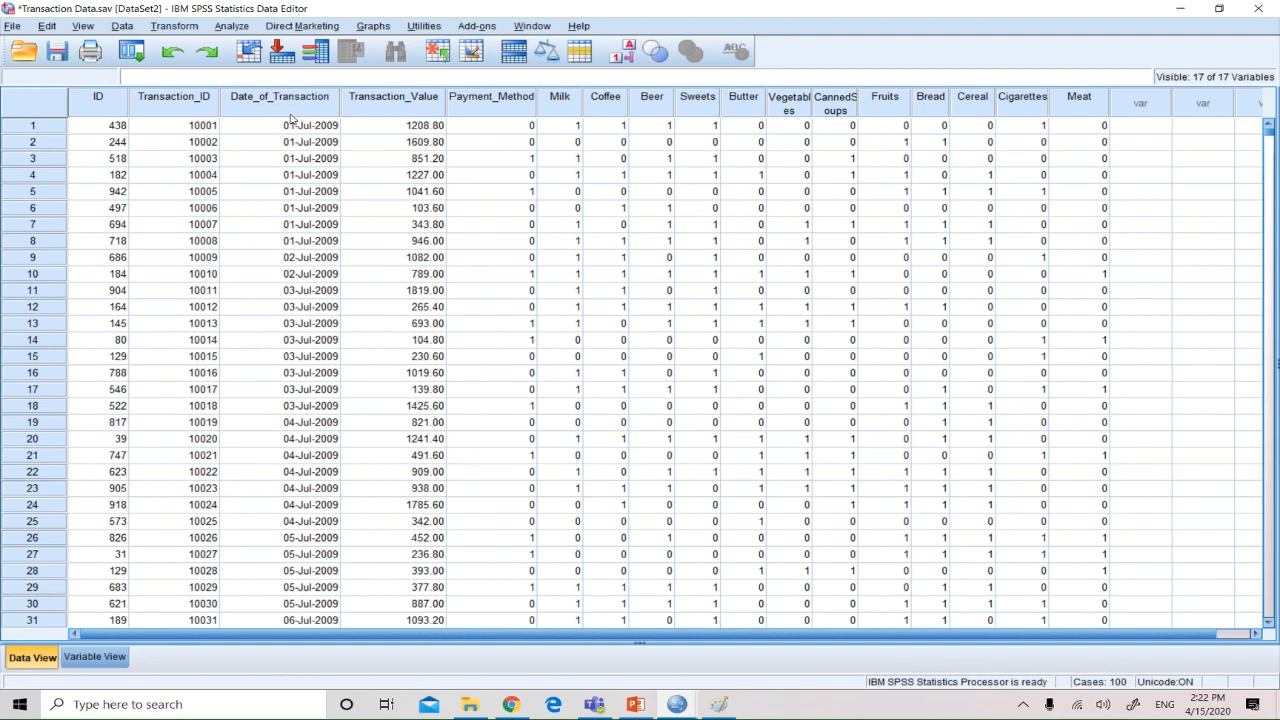 *Transaction Data.sav [DataSet2] - IBM SPSS Statistics Data Editor
File Edit View Data Transform Analyze Direct Marketing Graphs Utilities Add-ons Window Help
Visible: 17 of 17 Variables
ID Transaction_ID Date_of_Transaction Transaction_Value Payment_Method Milk Coffee Beer Sweets Butter Vegetables CannedSoups Fruits Bread Cereal Cigarettes Meat var var v
1 438 10001 01-Jul-2009 1208.80 0 1 1 1 1 0 0 0 0 0 0 1 0
2 244 10002 01-Jul-2009 1609.80 0 0 0 0 0 0 0 0 1 1 0 0 0
3 518 10003 01-Jul-2009 851.20 1 1 0 1 1 0 0 1 0 0 0 0 0
4 182 10004 01-Jul-2009 1227.00 0 1 1 1 1 1 1 1 1 0 1 0 0
5 942 10005 01-Jul-2009 1041.60 1 0 0 0 0 0 0 0 1 1 1 1 0
6 497 10006 01-Jul-2009 103.60 0 0 1 1 0 0 0 0 0 0 0 0 0
7 694 10007 01-Jul-2009 343.80 0 1 0 1 0 0 1 1 1 1 1 0 0
8 718 10008 01-Jul-2009 946.00 0 1 1 1 1 0 1 0 1 1 1 0 0
9 686 10009 02-Jul-2009 1082.00 0 1 1 1 1 0 0 0 0 0 0 1 0
10 184 10010 02-Jul-2009 789.00 1 1 1 1 1 1 1 1 0 0 0 0 1
11 904 10011 03-Jul-2009 1819.00 0 1 1 0 1 0 0 0 0 0 0 0 0
12 164 10012 03-Jul-2009 265.40 0 1 1 1 1 1 1 1 1 1 0 0 0
13 145 10013 03-Jul-2009 693.00 1 1 0 1 1 1 1 1 0 0 0 0 0
14 80 10014 03-Jul-2009 104.80 1 0 0 0 0 0 0 0 0 0 0 1 1
15 129 10015 03-Jul-2009 230.60 0 0 0 0 0 1 0 0 0 0 0 1 0
16 788 10016 03-Jul-2009 1019.60 0 1 1 0 0 0 0 0 0 0 0 0 0
17 546 10017 03-Jul-2009 139.80 0 1 1 1 1 0 0 0 0 1 0 1 1
18 522 10018 03-Jul-2009 1425.60 1 0 0 0 0 0 0 0 1 1 1 0 0
19 817 10019 04-Jul-2009 821.00 0 0 0 0 0 0 0 0 0 1 1 0 0
20 39 10020 04-Jul-2009 1241.40 0 1 1 1 1 1 1 1 0 1 1 0 0
21 747 10021 04-Jul-2009 491.60 1 0 0 0 0 1 1 1 0 0 0 1 1
22 623 10022 04-Jul-2009 909.00 0 1 0 1 0 1 1 1 1 1 1 0 0
23 905 10023 04-Jul-2009 938.00 0 1 1 1 0 1 1 1 0 1 1 0 0
24 918 10024 04-Jul-2009 1785.60 0 0 1 0 0 0 0 1 1 1 1 0 0
25 573 10025 04-Jul-2009 342.00 0 0 0 0 0 1 0 0 0 0 0 0 0
26 826 10026 05-Jul-2009 452.00 1 0 0 1 0 0 0 0 1 1 1 1 1
27 31 10027 05-Jul-2009 236.80 1 0 0 0 0 0 0 0 1 1 1 1 1
28 129 10028 05-Jul-2009 393.00 0 0 0 0 0 1 1 1 0 0 0 0 1
29 683 10029 05-Jul-2009 377.80 1 1 1 1 1 0 0 0 0 1 1 0 0
30 621 10030 05-Jul-2009 887.00 0 1 1 1 1 0 0 0 1 1 1 1 0
31 189 10031 06-Jul-2009 1093.20 0 1 1 0 0 0 0 0 1 1 0 1 0
Data View Variable View
IBM SPSS Statistics Processor is ready Cases: 100 Unicode:ON
Type here to search
ENG
2:22 PM
4/15/2020